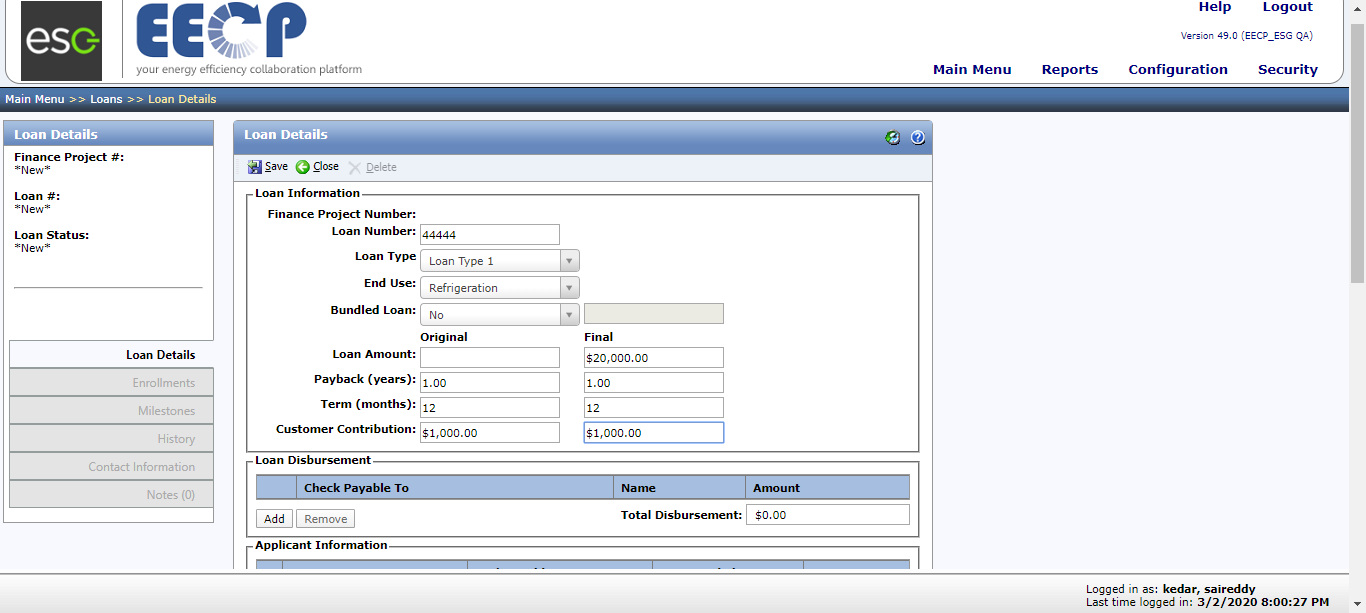 esg
EECP
your energy efficiency collaboration platform
Help Logout
Version 49.0 (EECP_ESG QA)
Main Menu Reports Configuration Security
Main Menu >> Loans >> Loan Details
Loan Details
Finance Project #:
*New*
Loan #:
*New*
Loan Status:
*New*
Loan Details
Enrollments
Milestones
History
Contact Information
Notes (0)
Loan Details
Save Close Delete
Loan Information
Finance Project Number:
Loan Number: 44444
Loan Type Loan Type 1
End Use: Refrigeration
Bundled Loan: No
Original Final
Loan Amount: $20,000.00
Payback (years): 1.00 1.00
Term (months): 12 12
Customer Contribution: $1,000.00 $1,000.00
Loan Disbursement
Check Payable To Name Amount
Add Remove Total Disbursement: $0.00
Applicant Information
Logged in as: kedar, saireddy
Last time logged in: 3/2/2020 8:00:27 PM